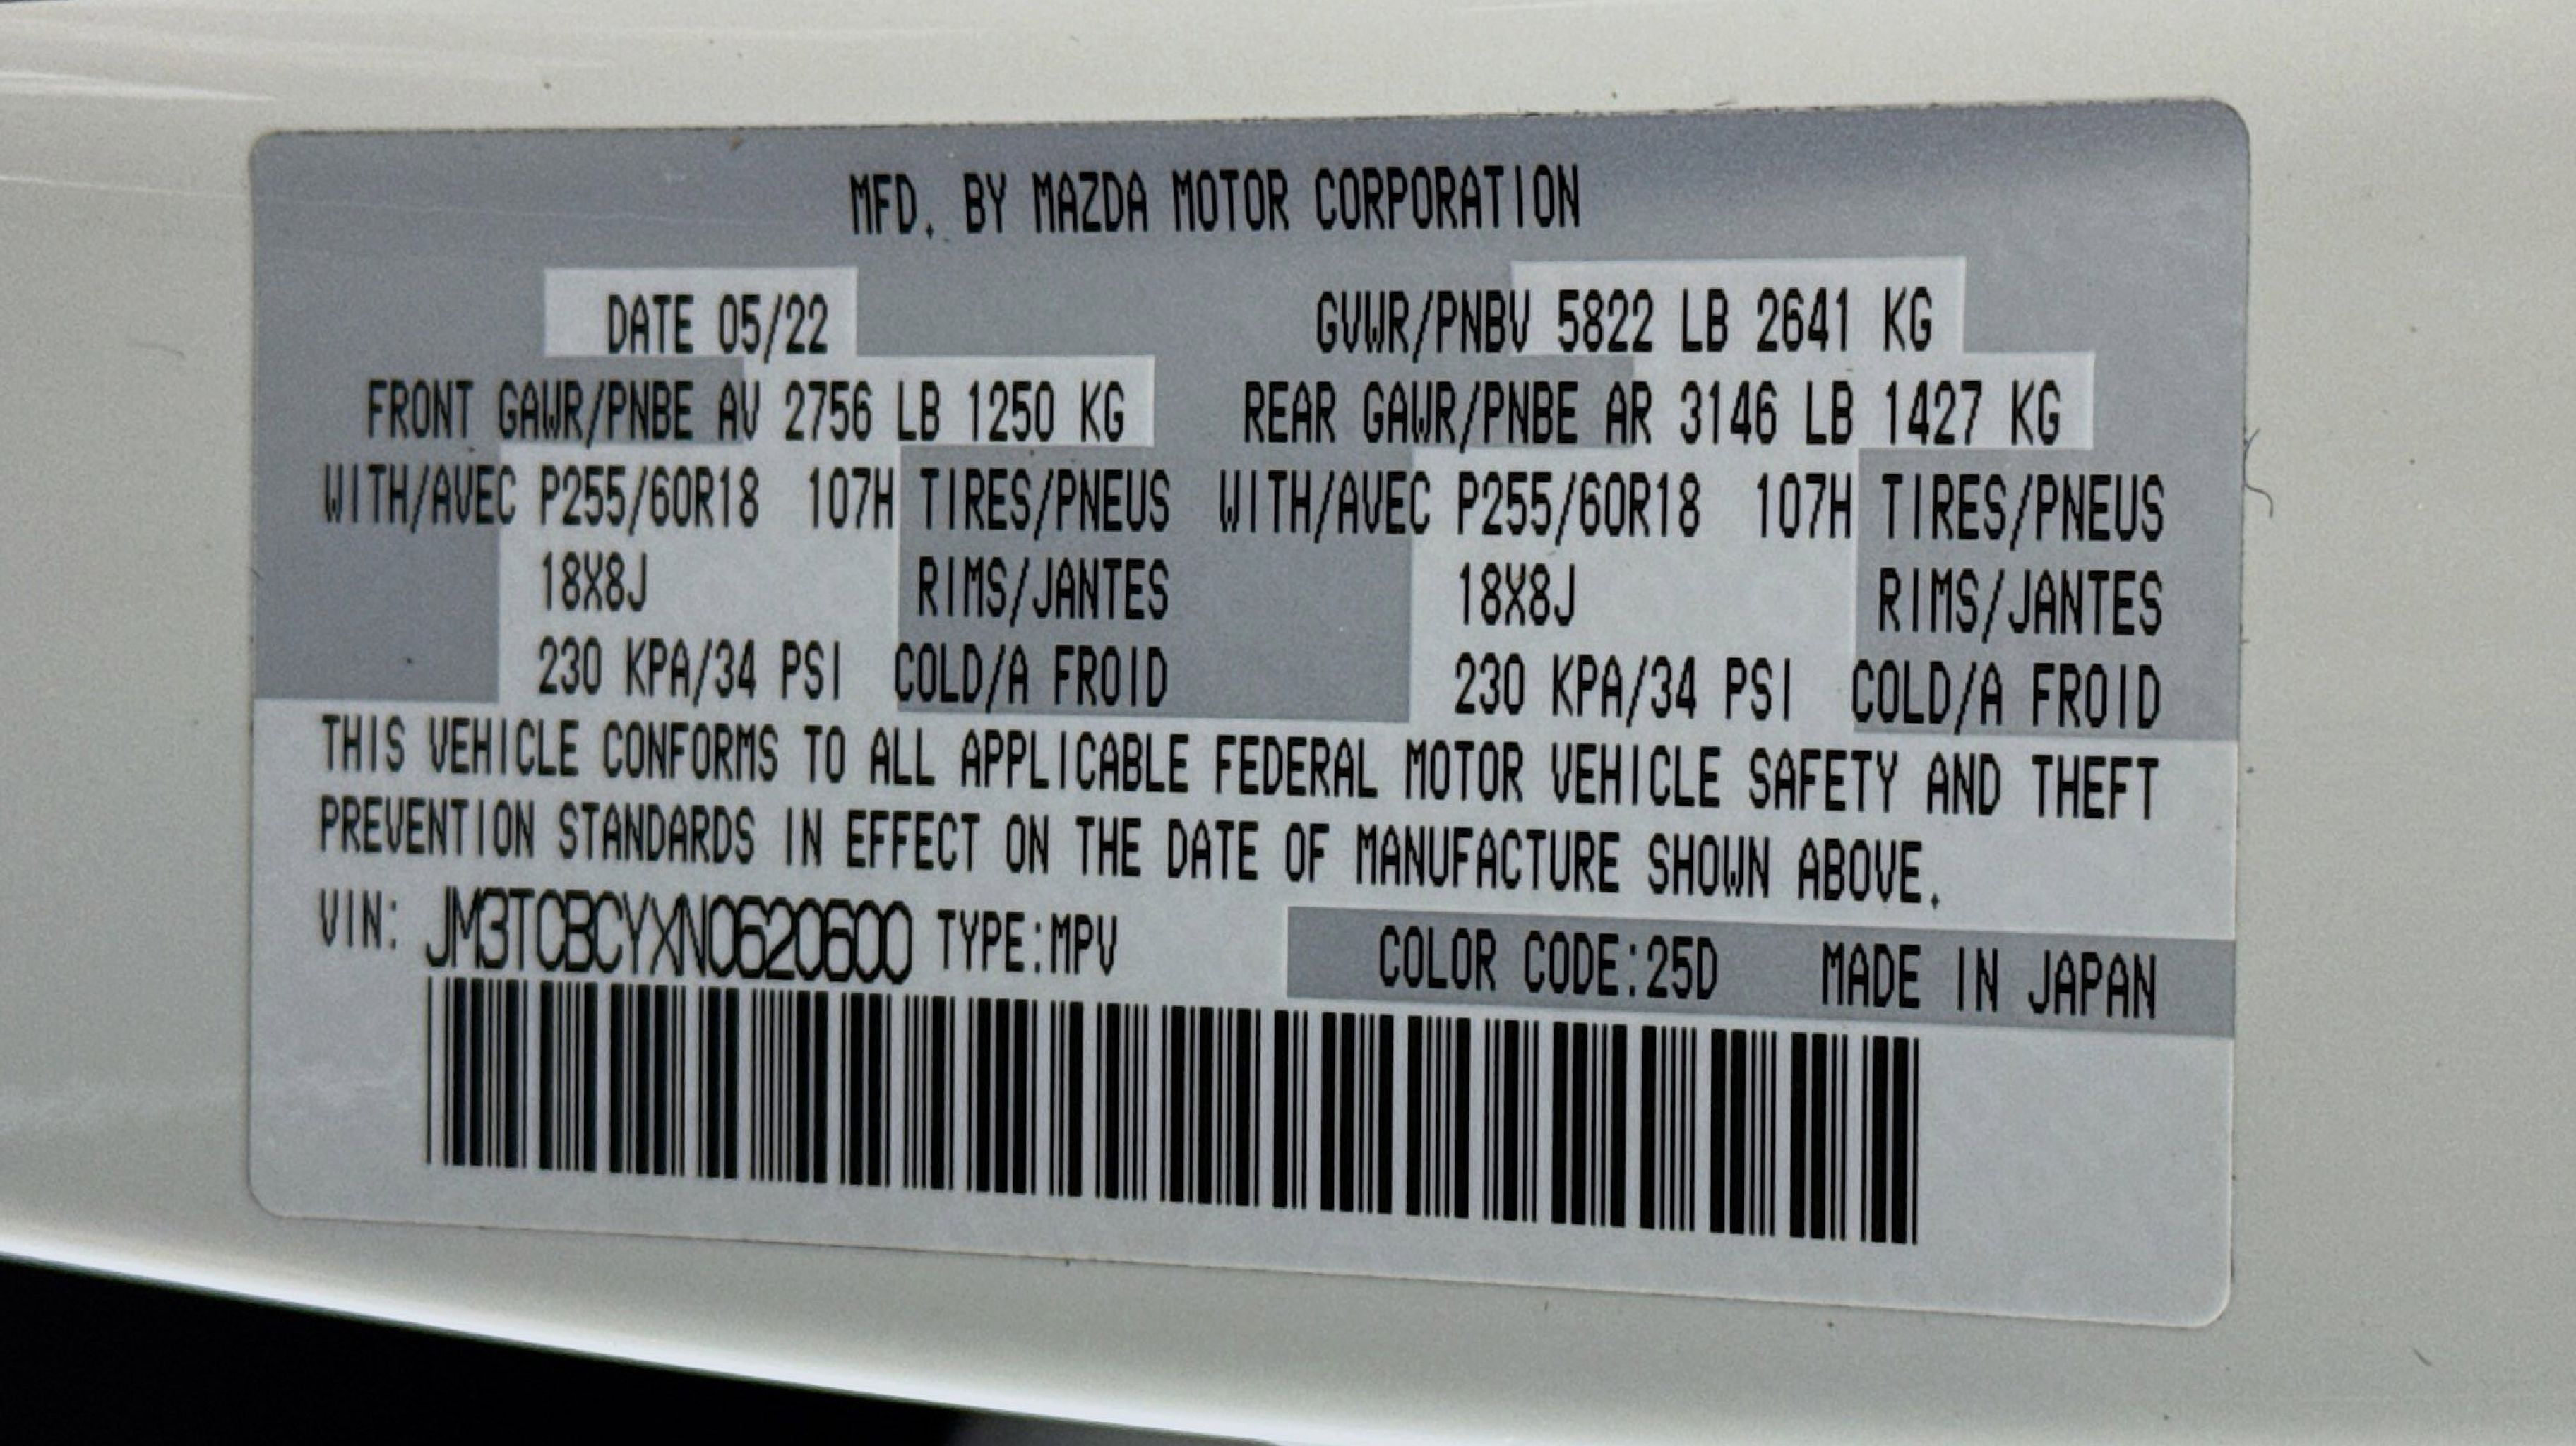 MFD. BY MAZDA MOTOR CORPORATION
DATE 05/22 GVWR/PNBV 5822 LB 2641 KG
FRONT GAWR/PNBE AV 2756 LB 1250 KG REAR GAWR/PNBE AR 3146 LB 1427 KG
WITH/AVEC P255/60R18 107H TIRES/PNEUS WITH/AVEC P255/60R18 107H TIRES/PNEUS
18X8J RIMS/JANTES 18X8J RIMS/JANTES
230 KPA/34 PSI COLD/A FROID 230 KPA/34 PSI COLD/A FROID
THIS VEHICLE CONFORMS TO ALL APPLICABLE FEDERAL MOTOR VEHICLE SAFETY AND THEFT
PREVENTION STANDARDS IN EFFECT ON THE DATE OF MANUFACTURE SHOWN ABOVE.
VIN: JM3TCBCYXN0620600 TYPE:MPV COLOR CODE:25D MADE IN JAPAN